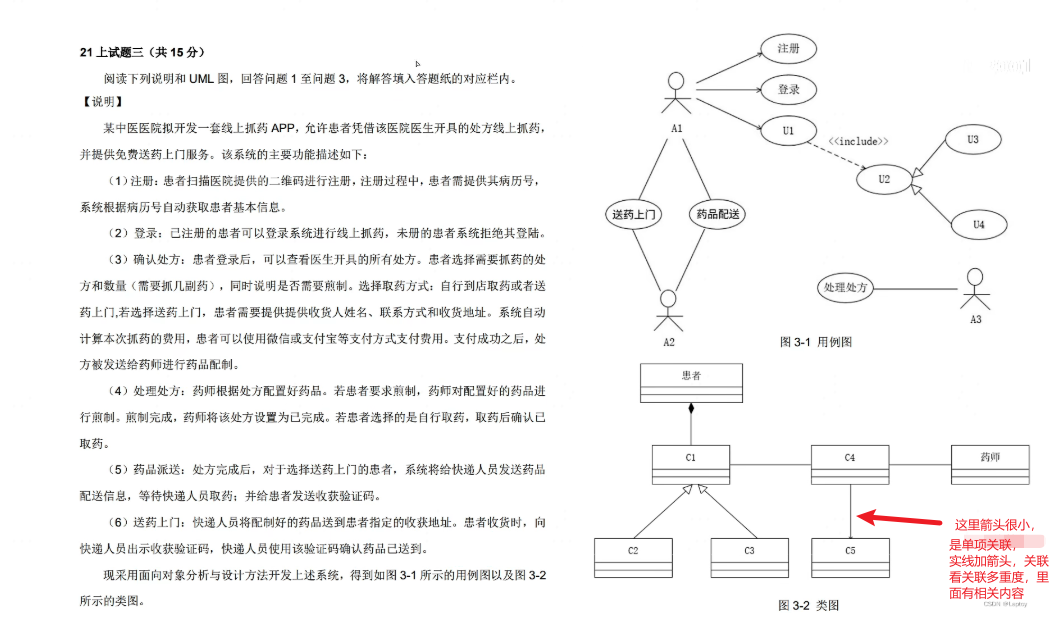 21 上试题三（共 15 分）
阅读下列说明和 UML 图，回答问题 1 至问题 3，将解答填入答题纸的对应栏内。
【说明】
某中医医院拟开发一套线上抓药 APP，允许患者凭借该医院医生开具的处方线上抓药，
并提供免费送药上门服务。该系统的主要功能描述如下：
（1）注册：患者扫描医院提供的二维码进行注册，注册过程中，患者需提供其病历号，
系统根据病历号自动获取患者基本信息。
（2）登录：已注册的患者可以登录系统进行线上抓药，未册的患者系统拒绝其登陆。
（3）确认处方：患者登录后，可以查看医生开具的所有处方。患者选择需要抓药的处
方和数量（需要抓几副药），同时说明是否需要煎制。选择取药方式：自行到店取药或者送
药上门,若选择送药上门，患者需要提供提供收货人姓名、联系方式和收货地址。系统自动
计算本次抓药的费用，患者可以使用微信或支付宝等支付方式支付费用。支付成功之后，处
方被发送给药师进行药品配制。
（4）处理处方：药师根据处方配置好药品。若患者要求煎制，药师对配置好的药品进
行煎制。煎制完成，药师将该处方设置为已完成。若患者选择的是自行取药，取药后确认已
取药。
（5）药品派送：处方完成后，对于选择送药上门的患者，系统将给快递人员发送药品
配送信息，等待快递人员取药；并给患者发送收获验证码。
（6）送药上门：快递人员将配制好的药品送到患者指定的收获地址。患者收货时，向
快递人员出示收获验证码，快递人员使用该验证码确认药品已送到。
现采用面向对象分析与设计方法开发上述系统，得到如图 3-1 所示的用例图以及图 3-2
所示的类图。
注册
登录
A1
U1
<<include>>
U3
U2
送药上门
药品配送
U4
处理处方
A3
A2
图 3-1 用例图
患者
C1
C4
药师
C2
C3
C5
这里箭头很小，
是单项关联，
实线加箭头，关联
看关联多重度，里
面有相关内容
图 3-2 类图